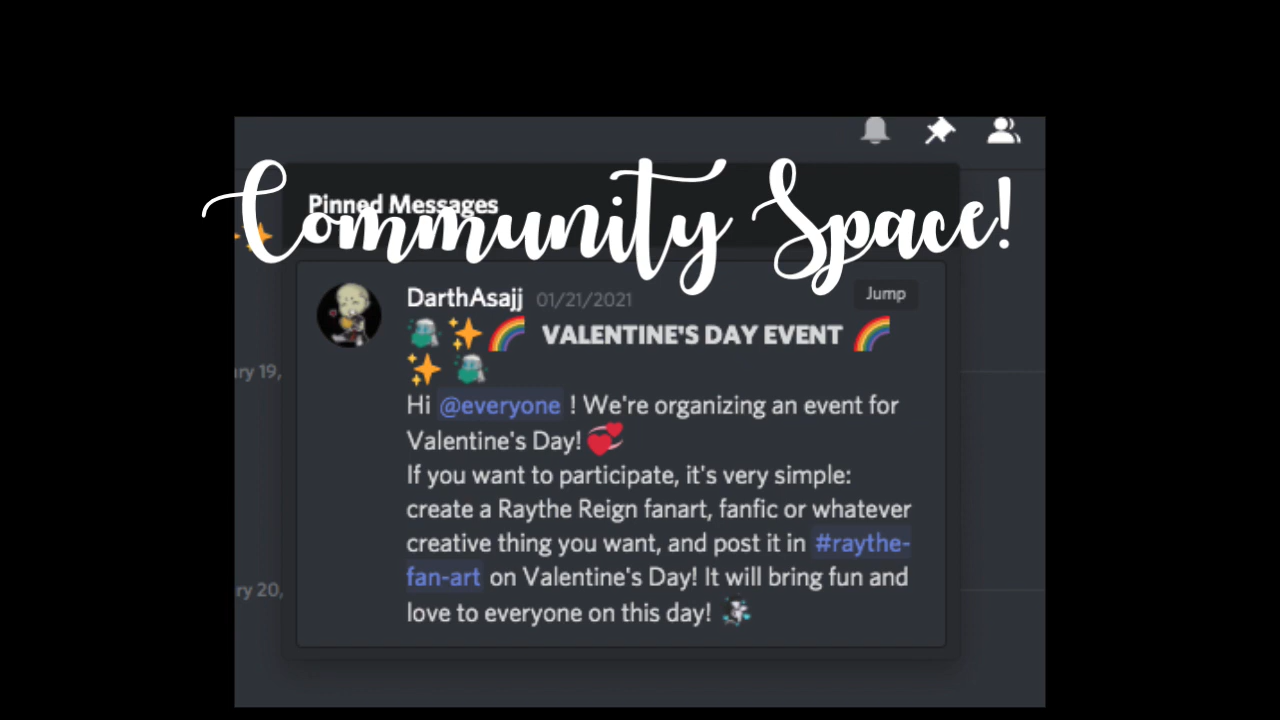 Community Space!
Pinned Messages
DarthAsajj 01/21/2021 Jump
VALENTINE'S DAY EVENT
ry 19,
Hi @everyone ! We're organizing an event for
Valentine's Day!
If you want to participate, it's very simple:
create a Raythe Reign fanart, fanfic or whatever
creative thing you want, and post it in #raythe-
fan-art on Valentine's Day! It will bring fun and
ry 20,
love to everyone on this day!